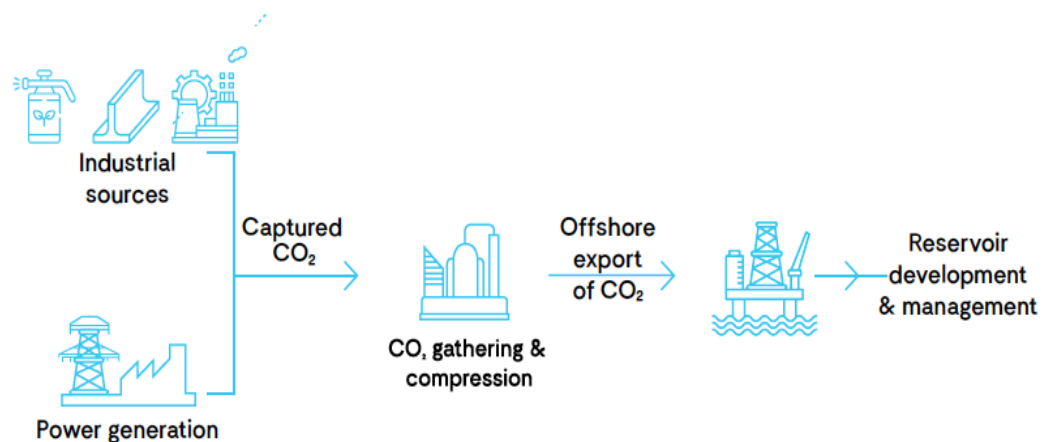 Industrial
sources
Captured
CO₂
Offshore
export
of CO₂
Reservoir
development
& management
CO₂ gathering &
compression
Power generation